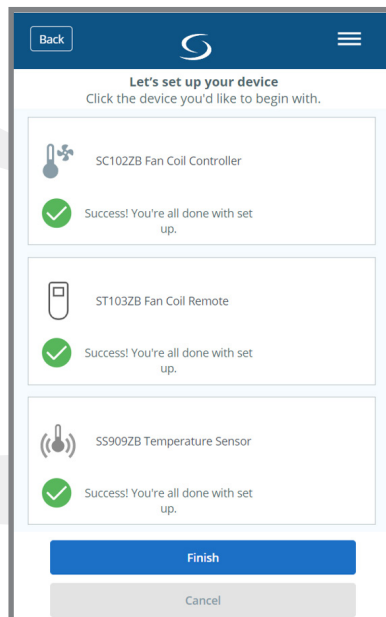 Back
Let's set up your device
Click the device you'd like to begin with.
SC102ZB Fan Coil Controller
Success! You're all done with set
up.
ST103ZB Fan Coil Remote
Success! You're all done with set
up.
SS909ZB Temperature Sensor
Success! You're all done with set
up.
Finish
Cancel